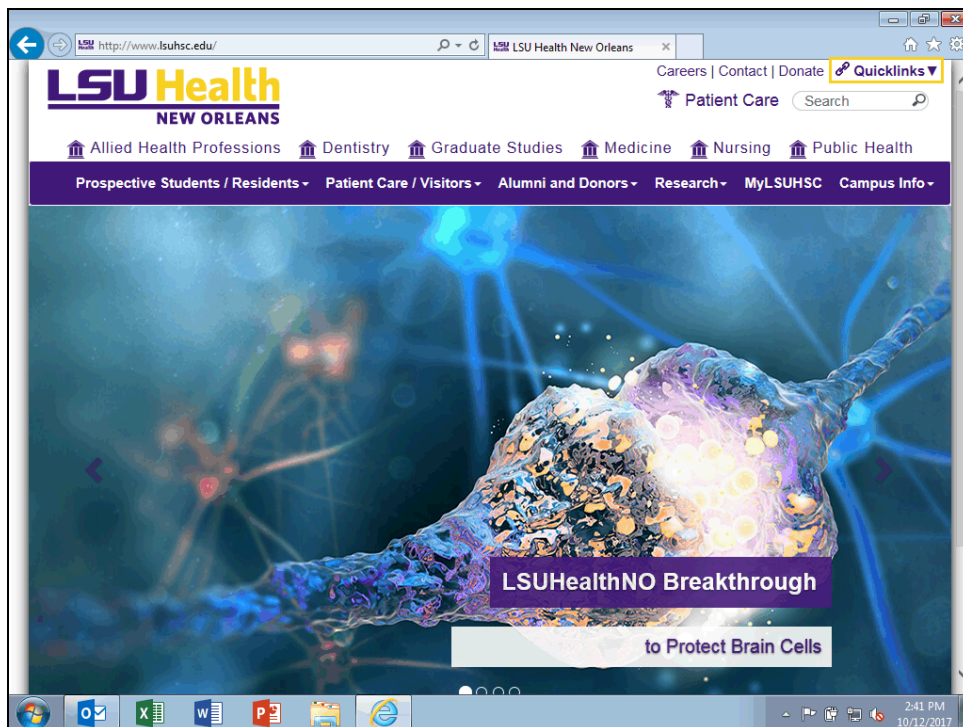 http://www.lsuhsc.edu/
LSU Health New Orleans
LSU Health
NEW ORLEANS
Careers | Contact | Donate Quicklinks ▼
Patient Care Search
Allied Health Professions Dentistry Graduate Studies Medicine Nursing Public Health
Prospective Students / Residents Patient Care / Visitors Alumni and Donors Research MyLSUHSC Campus Info
LSUHealthNO Breakthrough
to Protect Brain Cells
2:41 PM
10/12/2017